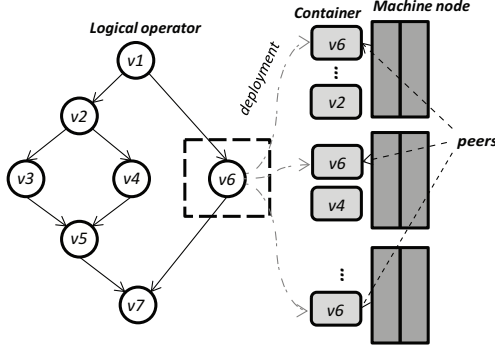 Logical operator
Container
Machine node
v1
v2
v3
v4
v5
v6
v7
deployment
v6
...
v2
v6
v4
...
v6
peers